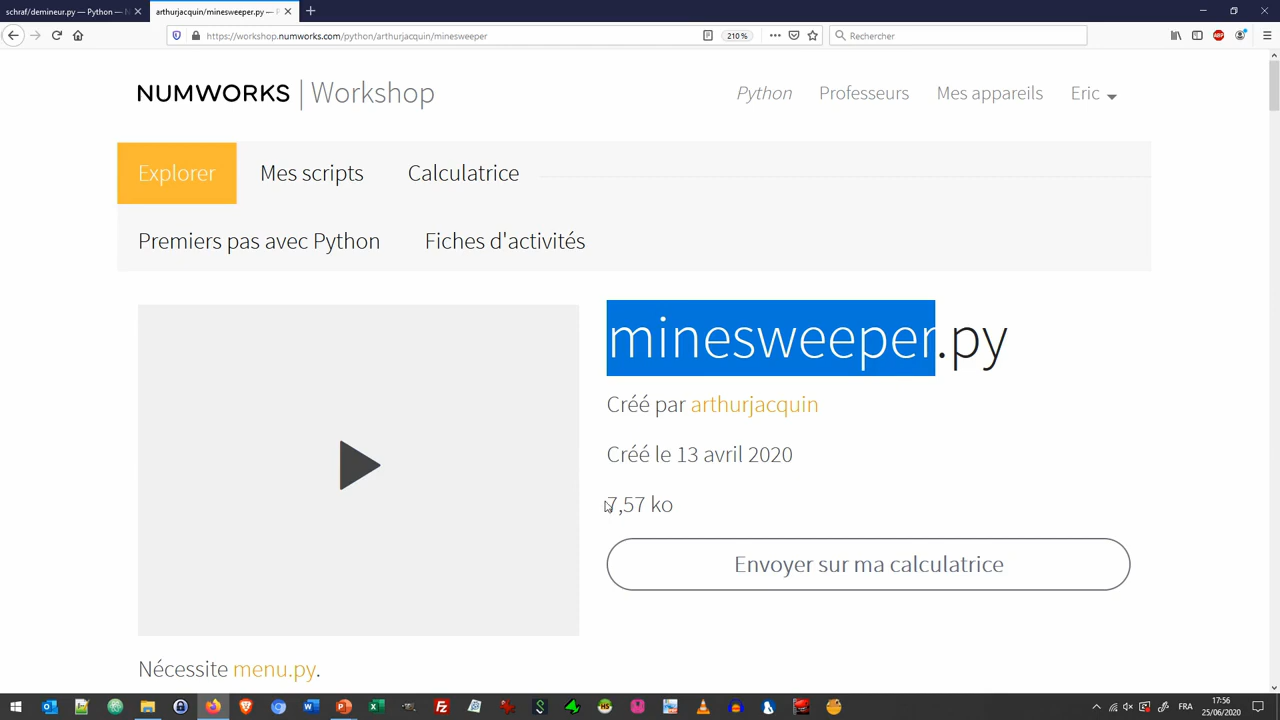 schraf/demineur.py — Python — N
arthurjacquin/minesweeper.py — P
https://workshop.numworks.com/python/arthurjacquin/minesweeper
210 %
Rechercher
NUMWORKS | Workshop
Python
Professeurs
Mes appareils
Eric
Explorer
Mes scripts
Calculatrice
Premiers pas avec Python
Fiches d'activités
minesweeper.py
Créé par arthurjacquin
Créé le 13 avril 2020
7,57 ko
Envoyer sur ma calculatrice
Nécessite menu.py.
FRA
17:56
25/06/2020